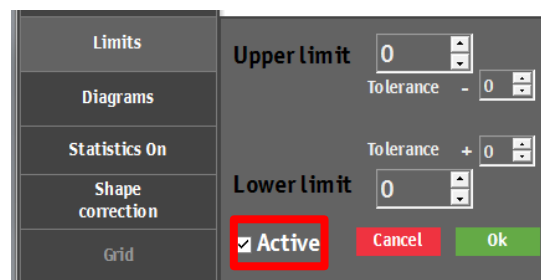 Limits
Diagrams
Statistics On
Shape
correction
Grid
Upper limit 0
Tolerance - 0
Tolerance + 0
Lower limit 0
Active Cancel Ok